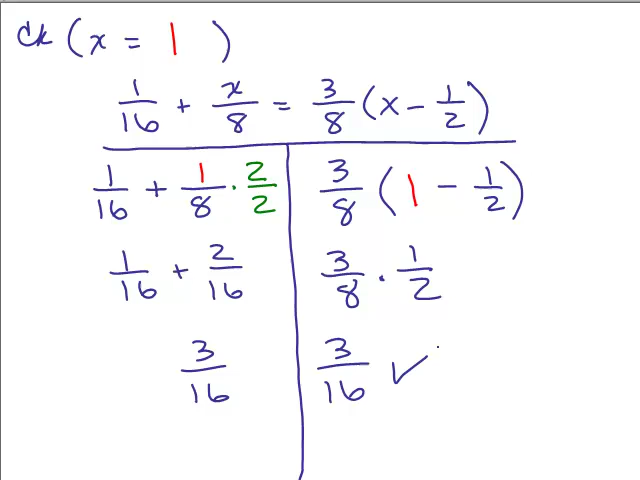 ck (x = 1)
1/16 + x/8 = 3/8 (x - 1/2)
1/16 + 1/8 · 2/2 3/8 (1 - 1/2)
1/16 + 2/16 3/8 · 1/2
3/16 3/16 ✓